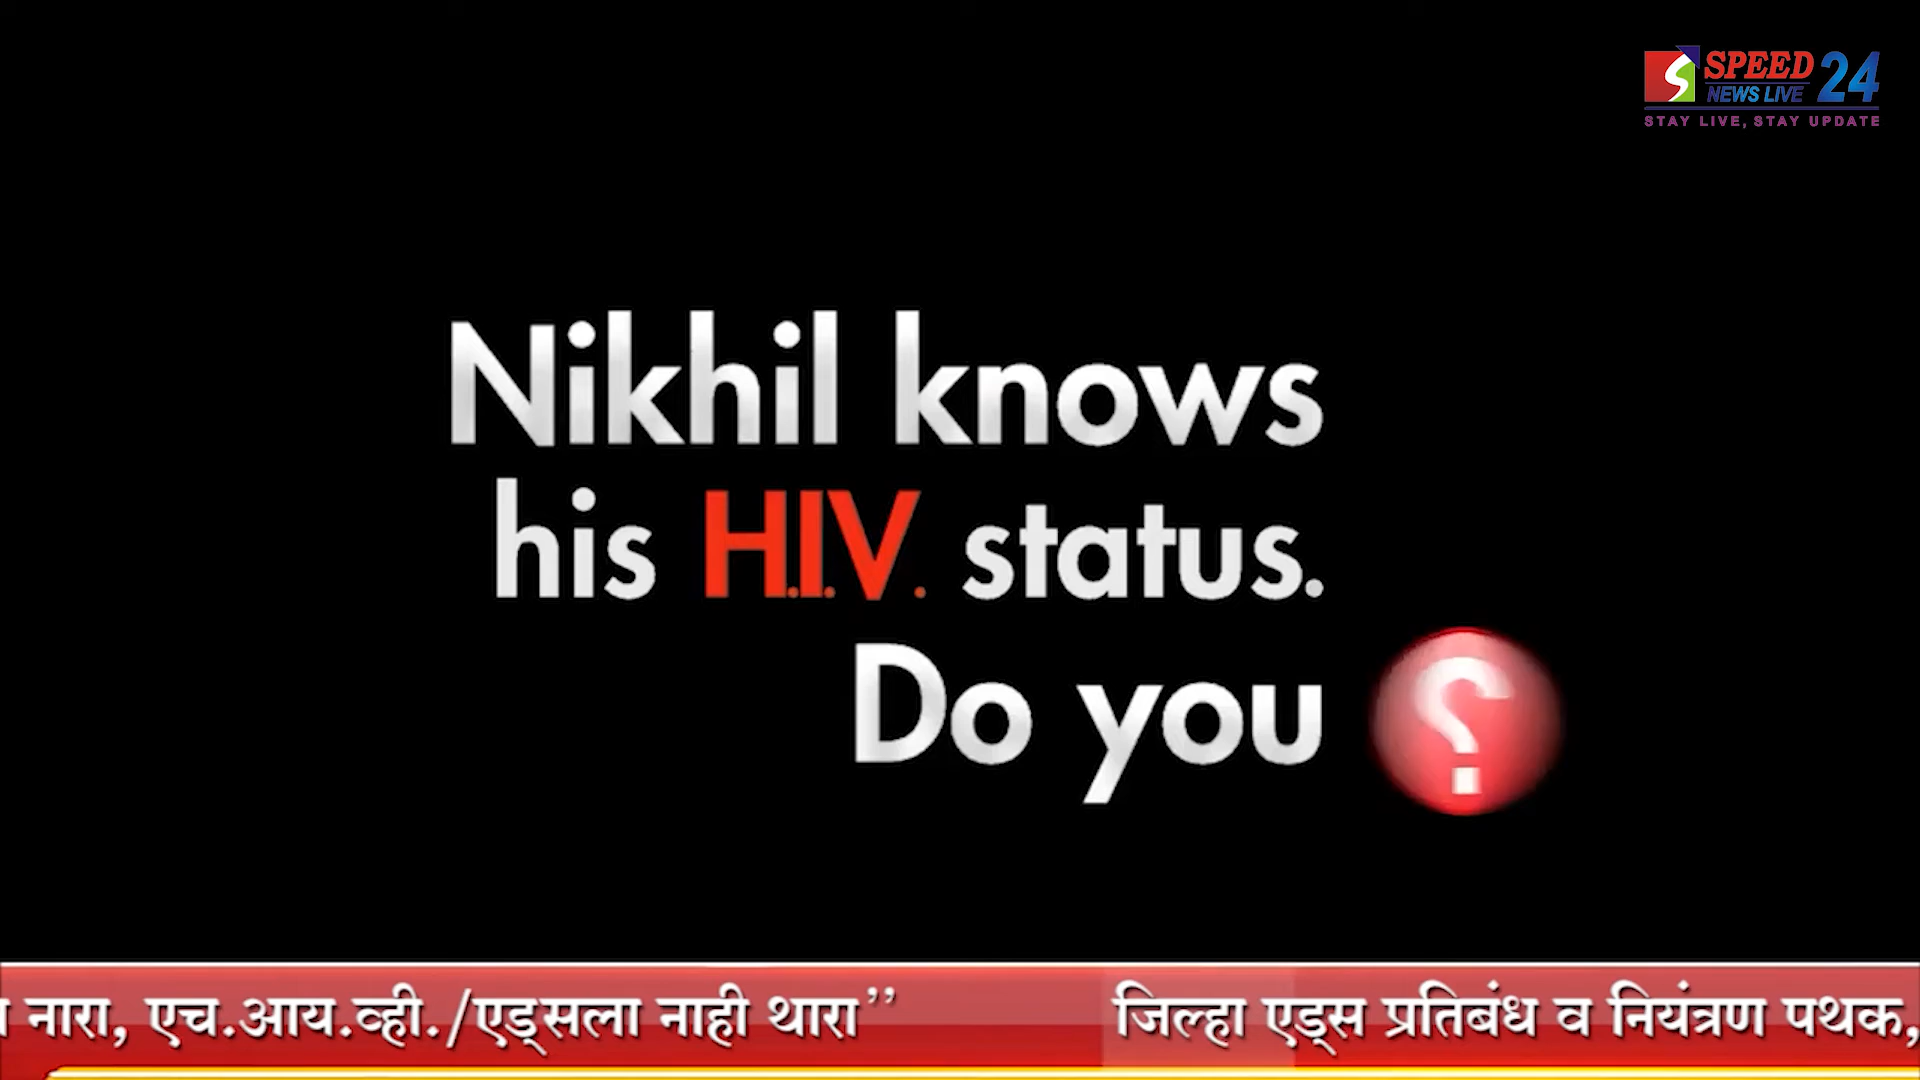 SPEED 24
NEWS LIVE
STAY LIVE, STAY UPDATE
Nikhil knows
his H.I.V. status.
Do you ?
नारा, एच.आय.व्ही./एड्सला नाही थारा’’ जिल्हा एड्स प्रतिबंध व नियंत्रण पथक,